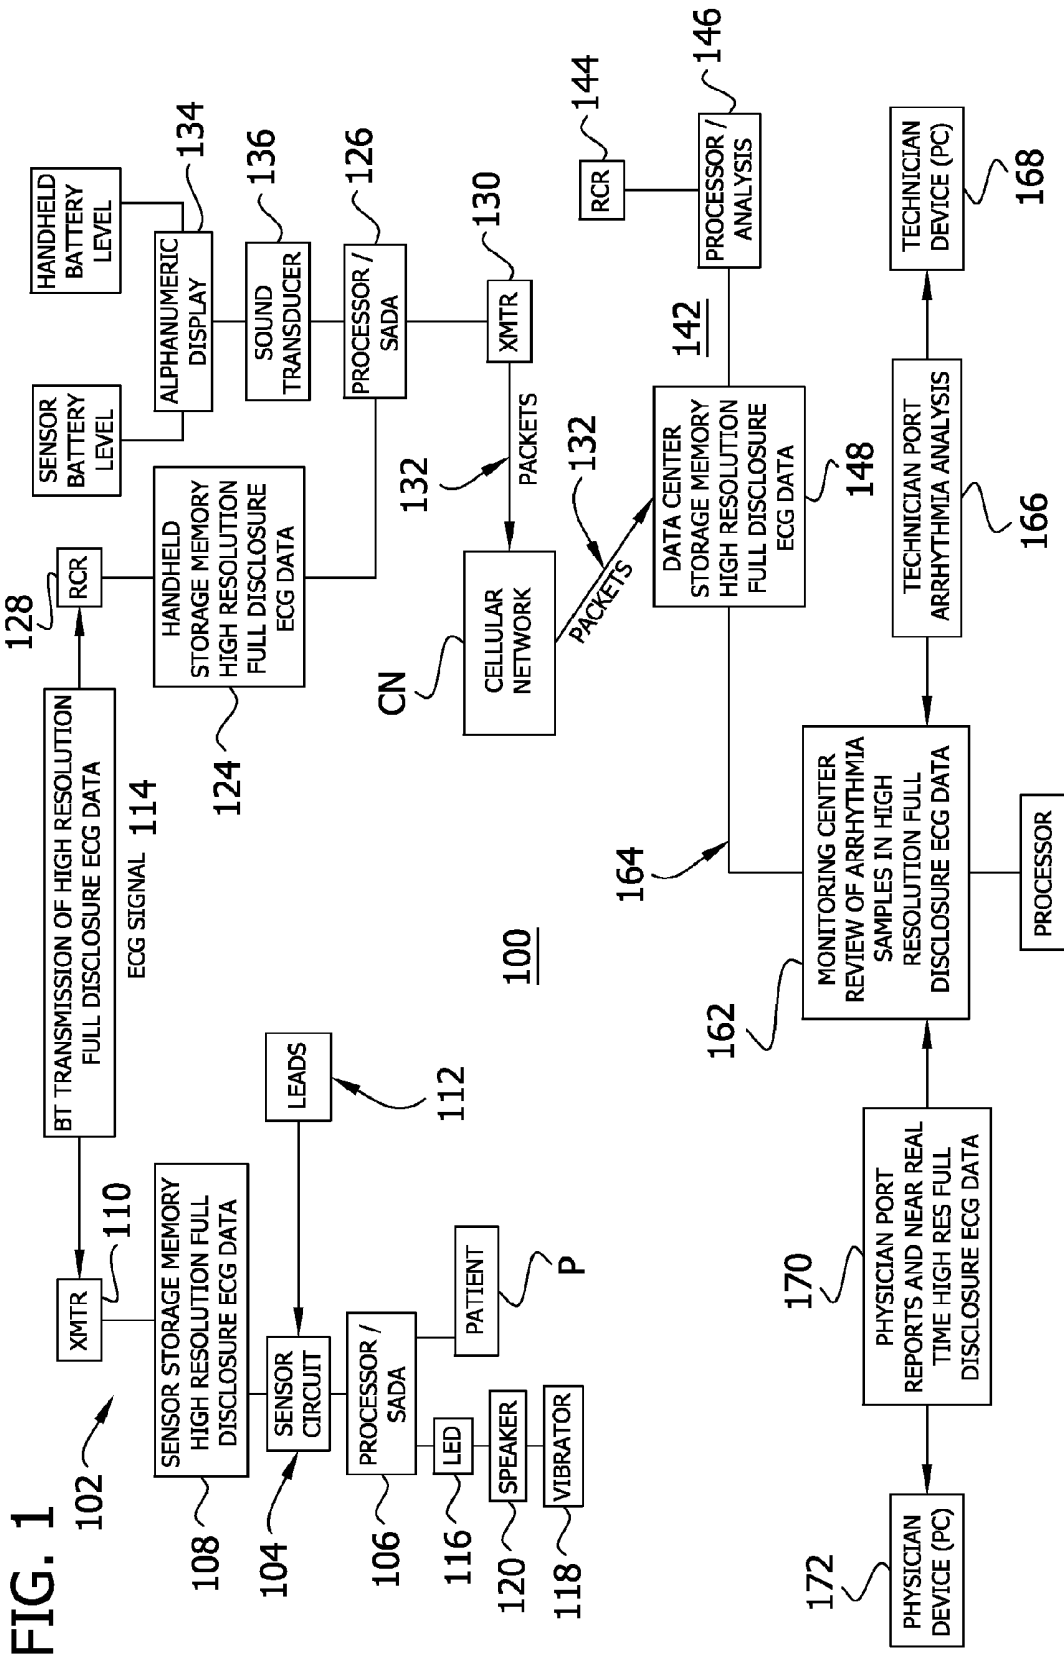 FIG. 1
102
XMTR
110
BT TRANSMISSION OF HIGH RESOLUTION
FULL DISCLOSURE ECG DATA
ECG SIGNAL 114
128
RCR
SENSOR
BATTERY
LEVEL
HANDHELD
BATTERY
LEVEL
ALPHANUMERIC
DISPLAY
134
SOUND
TRANSDUCER
136
PROCESSOR /
SADA
126
XMTR
130
HANDHELD
STORAGE MEMORY
HIGH RESOLUTION
FULL DISCLOSURE
ECG DATA
124
SENSOR STORAGE MEMORY
HIGH RESOLUTION FULL
DISCLOSURE ECG DATA
108
LEADS
112
SENSOR
CIRCUIT
104
PROCESSOR /
SADA
106
PATIENT
P
LED
116
SPEAKER
120
VIBRATOR
118
100
132
PACKETS
CN
CELLULAR
NETWORK
PACKETS
132
RCR
144
PROCESSOR /
ANALYSIS
146
142
DATA CENTER
STORAGE MEMORY
HIGH RESOLUTION
FULL DISCLOSURE
ECG DATA
148
164
162
MONITORING CENTER
REVIEW OF ARRHYTHMIA
SAMPLES IN HIGH
RESOLUTION FULL
DISCLOSURE ECG DATA
PROCESSOR
TECHNICIAN PORT
ARRHYTHMIA ANALYSIS
166
TECHNICIAN
DEVICE (PC)
168
170
PHYSICIAN PORT
REPORTS AND NEAR REAL
TIME HIGH RES FULL
DISCLOSURE ECG DATA
172
PHYSICIAN
DEVICE (PC)